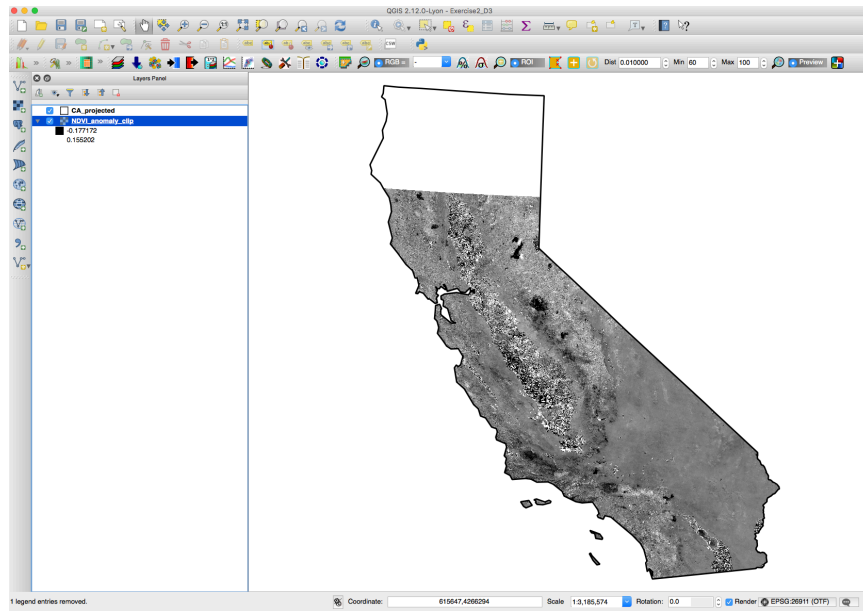 QGIS 2.12.0-Lyon - Exercise2_D3
CSW
RGB = -
ROI
Dist 0.010000
Min 60
Max 100
Preview
Layers Panel
CA_projected
NDVI_anomaly_clip
-0.177172
0.155202
1 legend entries removed.
Coordinate: 615647,4266294
Scale 1:3,185,574
Rotation: 0.0
Render
EPSG:26911 (OTF)